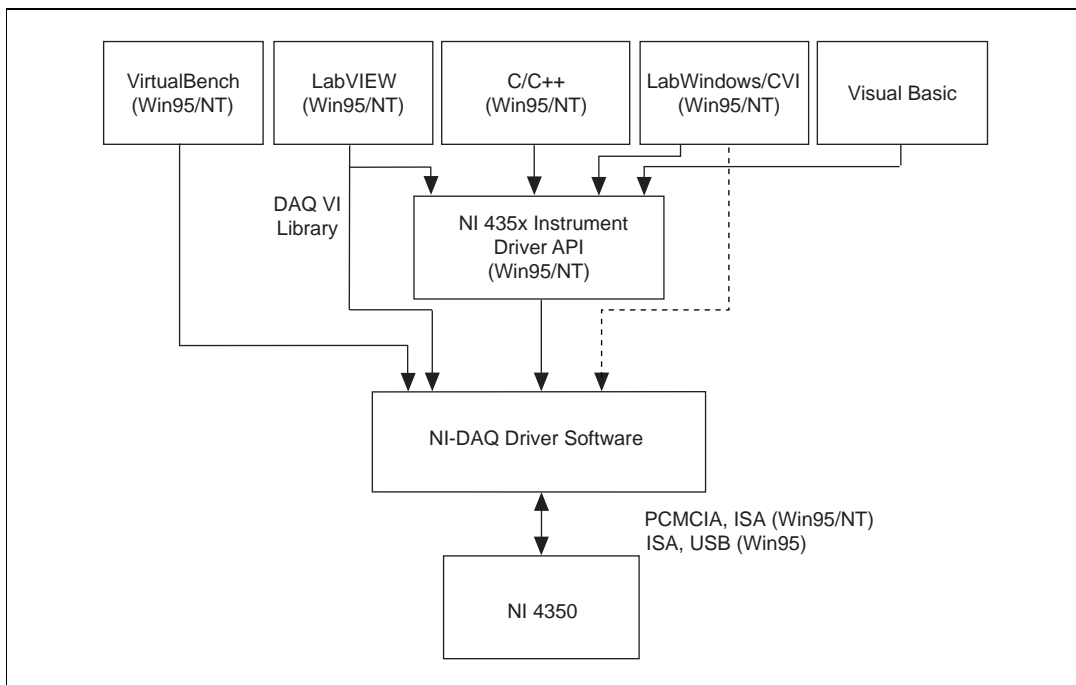 VirtualBench
(Win95/NT)
LabVIEW
(Win95/NT)
C/C++
(Win95/NT)
LabWindows/CVI
(Win95/NT)
Visual Basic
DAQ VI
Library
NI 435x Instrument
Driver API
(Win95/NT)
NI-DAQ Driver Software
PCMCIA, ISA (Win95/NT)
ISA, USB (Win95)
NI 4350